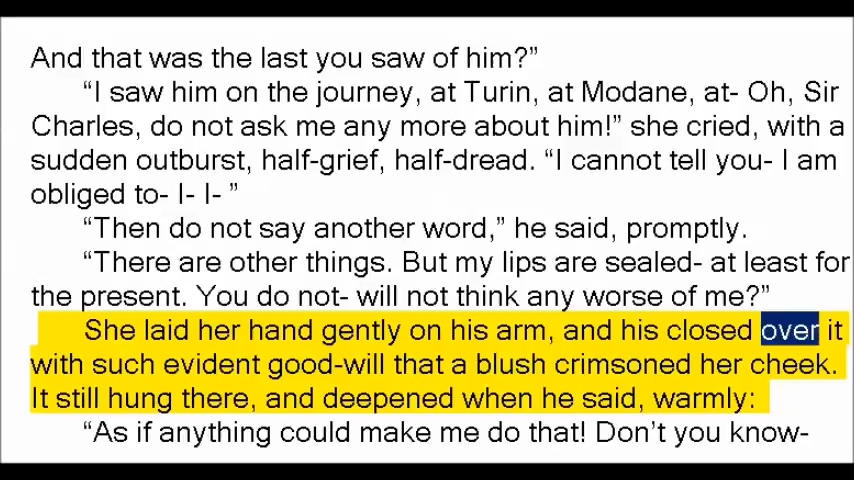 And that was the last you saw of him?”
“I saw him on the journey, at Turin, at Modane, at- Oh, Sir
Charles, do not ask me any more about him!” she cried, with a
sudden outburst, half-grief, half-dread. “I cannot tell you- I am
obliged to- I- I- ”
“Then do not say another word,” he said, promptly.
“There are other things. But my lips are sealed- at least for
the present. You do not- will not think any worse of me?”
She laid her hand gently on his arm, and his closed over it
with such evident good-will that a blush crimsoned her cheek.
It still hung there, and deepened when he said, warmly:
“As if anything could make me do that! Don’t you know-